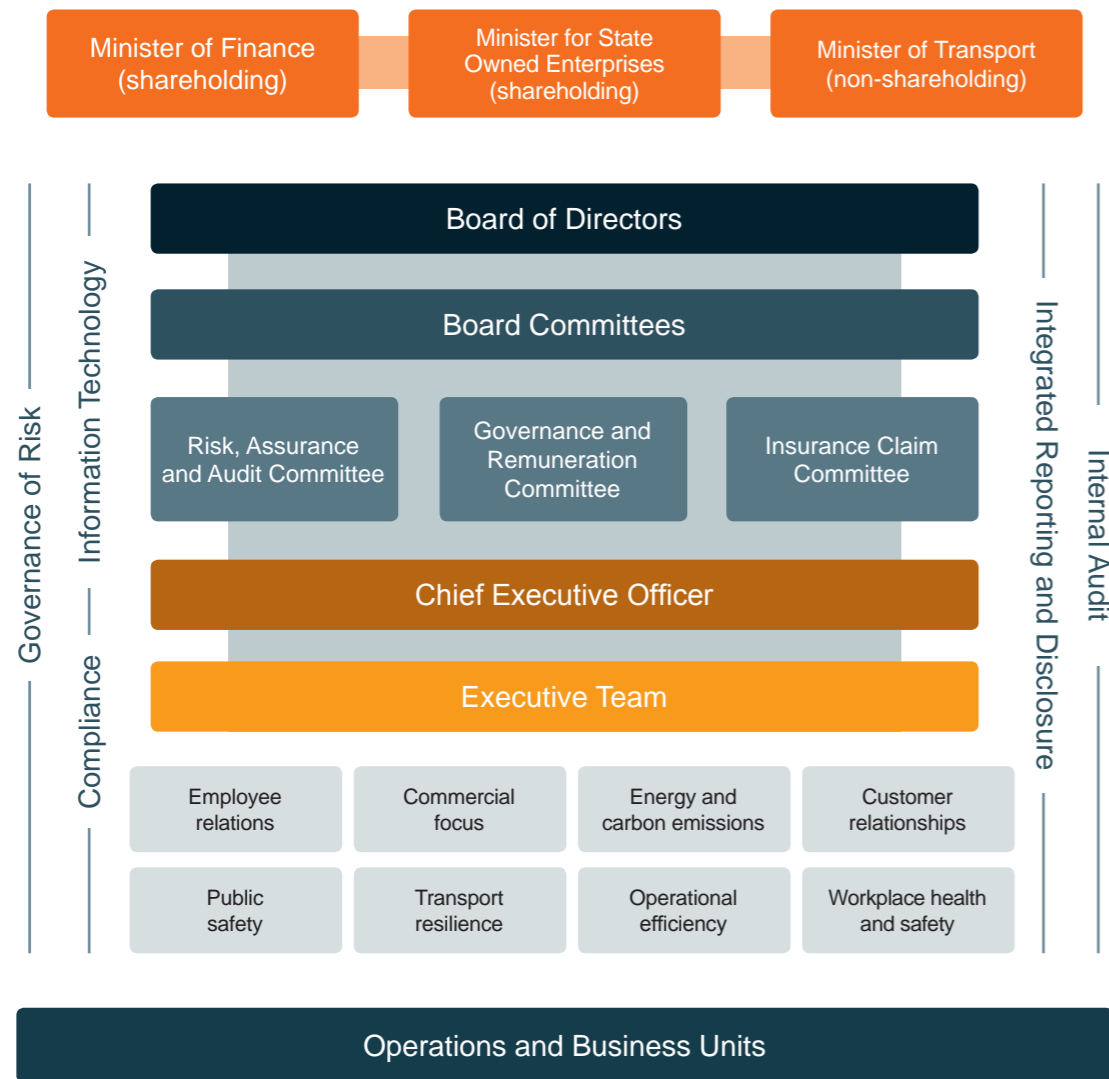 Minister of Finance
(shareholding)
Minister for State
Owned Enterprises
(shareholding)
Minister of Transport
(non-shareholding)
Governance of Risk
Information Technology
Compliance
Board of Directors
Board Committees
Risk, Assurance
and Audit Committee
Governance and
Remuneration
Committee
Insurance Claim
Committee
Chief Executive Officer
Executive Team
Employee
relations
Commercial
focus
Energy and
carbon emissions
Customer
relationships
Public
safety
Transport
resilience
Operational
efficiency
Workplace health
and safety
Integrated Reporting and Disclosure
Internal Audit
Operations and Business Units